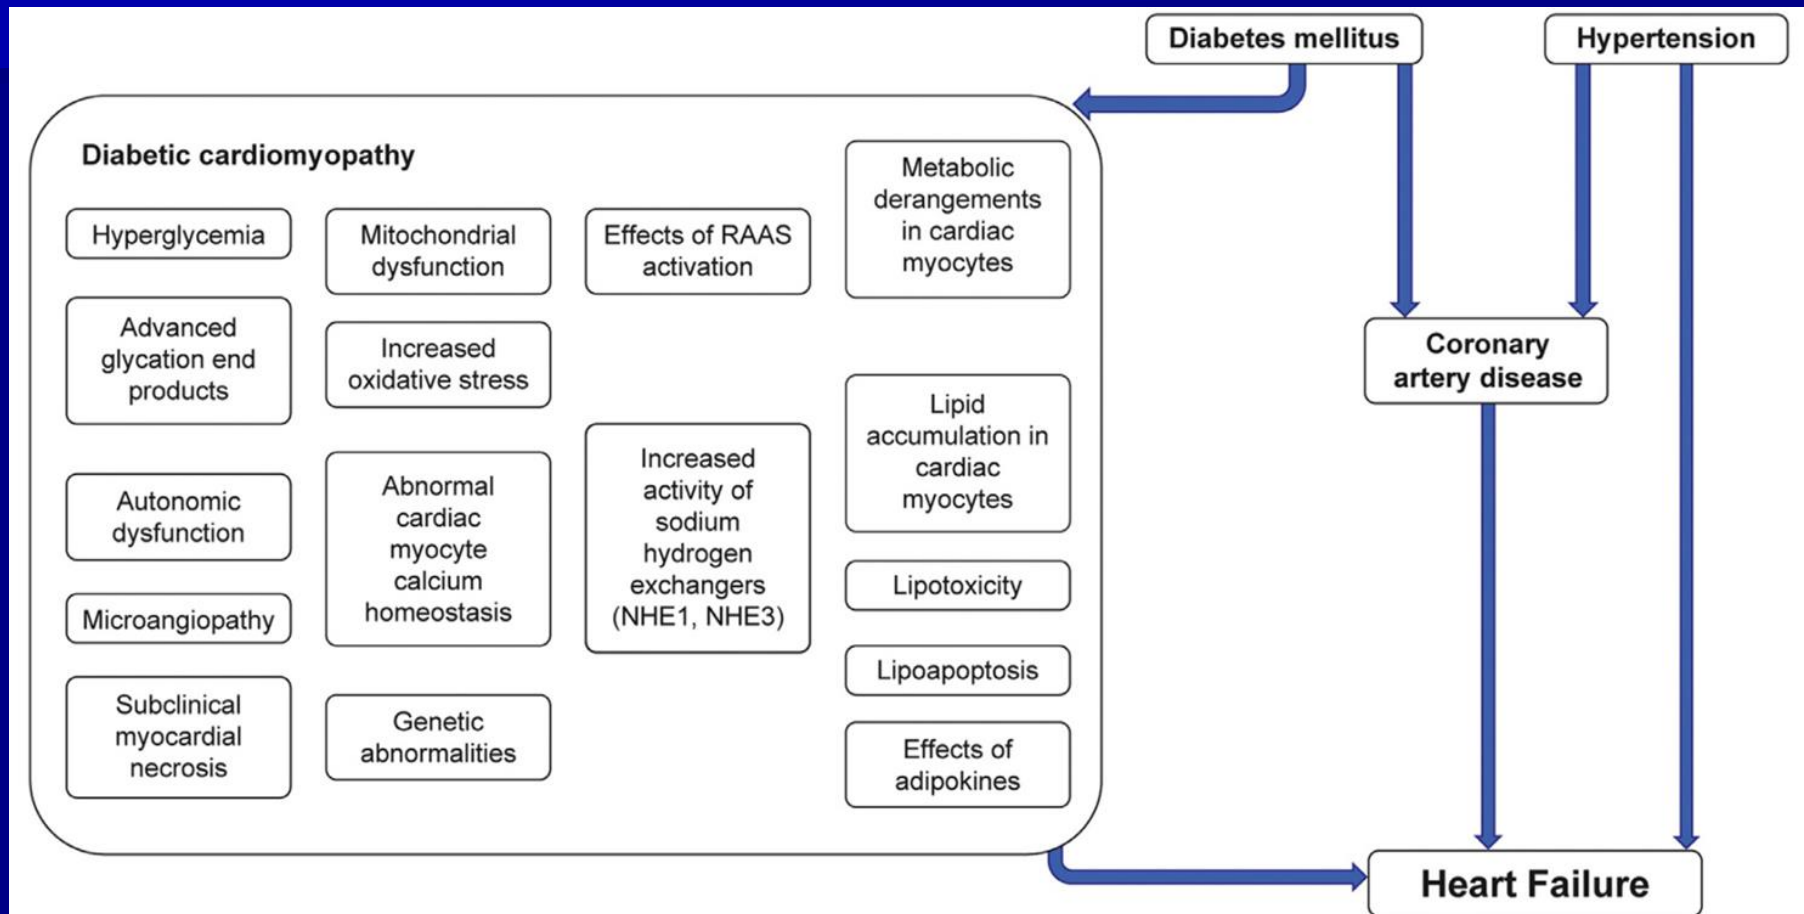 Diabetes mellitus
Hypertension
Diabetic cardiomyopathy
Hyperglycemia
Advanced
glycation end
products
Autonomic
dysfunction
Microangiopathy
Subclinical
myocardial
necrosis
Mitochondrial
dysfunction
Increased
oxidative stress
Abnormal
cardiac
myocyte
calcium
homeostasis
Genetic
abnormalities
Effects of RAAS
activation
Increased
activity of
sodium
hydrogen
exchangers
(NHE1, NHE3)
Metabolic
derangements
in cardiac
myocytes
Lipid
accumulation in
cardiac
myocytes
Lipotoxicity
Lipoapoptosis
Effects of
adipokines
Coronary
artery disease
Heart Failure